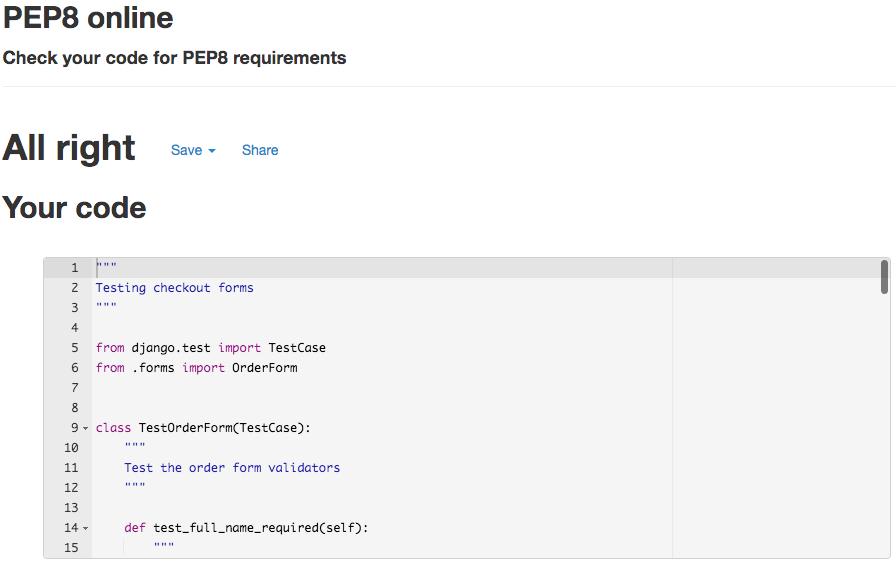 PEP8 online
Check your code for PEP8 requirements
All right Save Share
Your code
1 """
2 Testing checkout forms
3 """
4
5 from django.test import TestCase
6 from .forms import OrderForm
7
8
9 class TestOrderForm(TestCase):
10     """
11     Test the order form validators
12     """
13
14     def test_full_name_required(self):
15         """